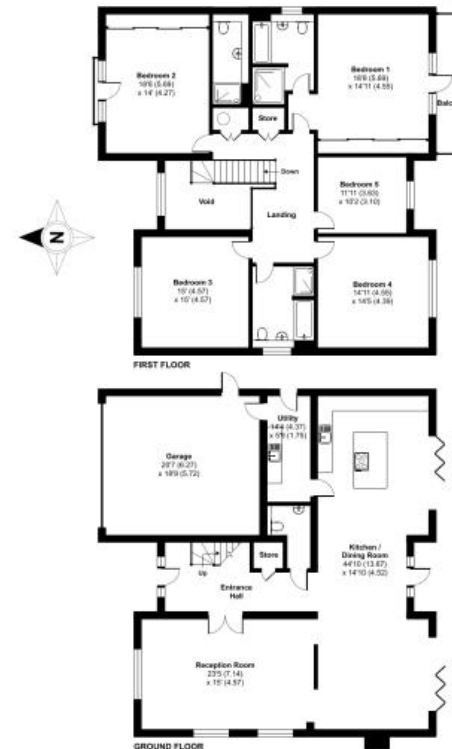 Bedroom 2
18'8 (5.69)
x 14' (4.27)
Bedroom 1
18'8 (5.69)
x 14'11 (4.55)
Store
Down
Void
Landing
Bedroom 5
11'11 (3.63)
x 10'2 (3.10)
N
Bedroom 3
15' (4.57)
x 15' (4.57)
Bedroom 4
14'11 (4.55)
x 14'5 (4.39)
FIRST FLOOR
Utility
14'4 (4.37)
x 5'9 (1.75)
Garage
20'7 (6.27)
x 18'9 (5.72)
Kitchen /
Dining Room
44'10 (13.67)
x 14'10 (4.52)
Store
Up
Entrance
Hall
Reception Room
23'5 (7.14)
x 15' (4.57)
GROUND FLOOR